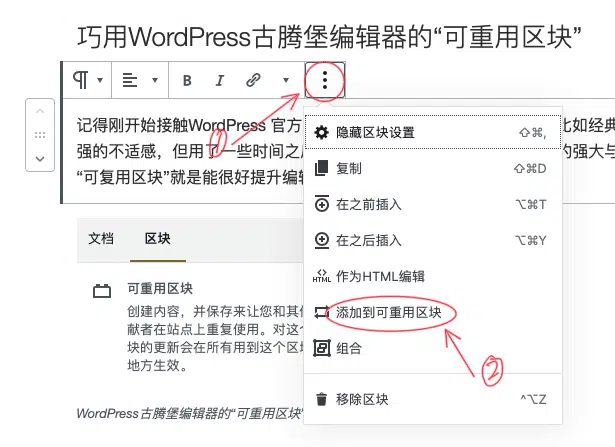 巧用WordPress古腾堡编辑器的“可重用区块”
B I
记得刚开始接触WordPress 官方 比如经典
强的不适感，但用了一些时间之 的强大与
“可复用区块”就是能很好提升编辑
①
隐藏区块设置 ⇧⌘,
复制 ⇧⌘D
在之前插入 ⌥⌘T
在之后插入 ⌥⌘Y
HTML 作为HTML编辑
添加到可重用区块
组合
②
移除区块 ^⌥Z
文档 区块
可重用区块
创建内容，并保存来让您和其他
献者在站点上重复使用。对这个
块的更新会在所有用到这个区块
地方生效。
WordPress古腾堡编辑器的“可重用区块”